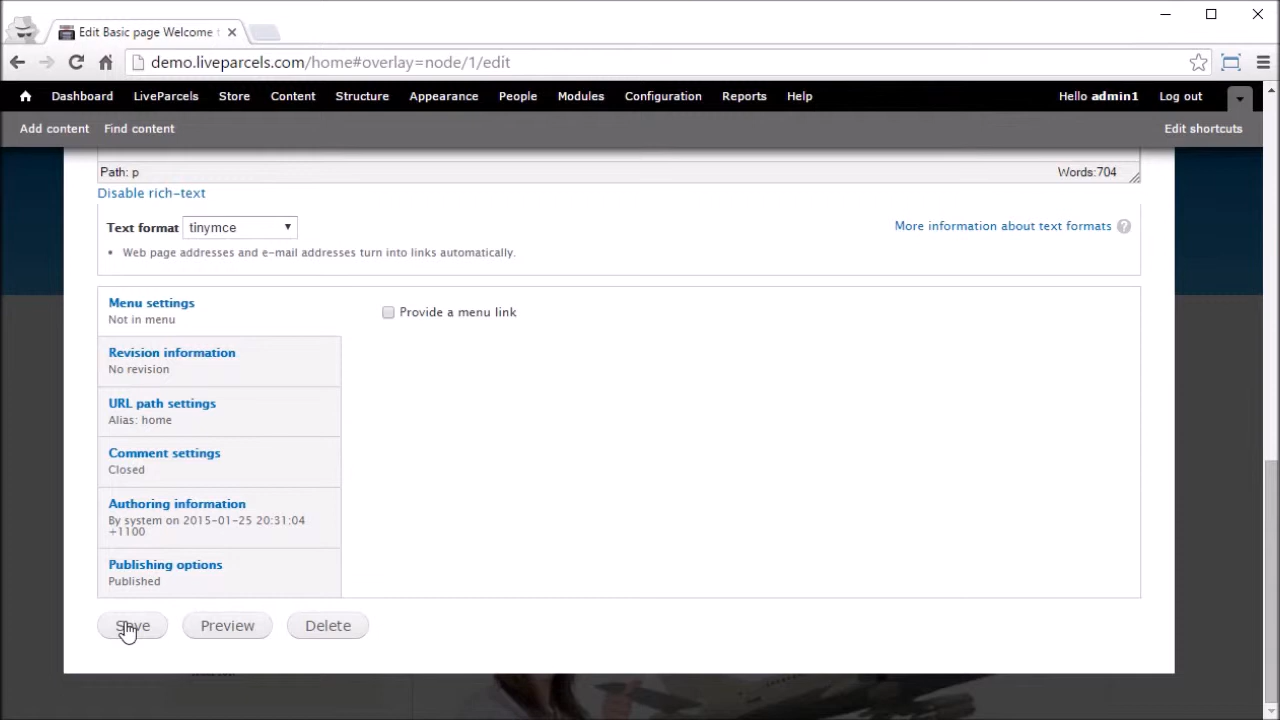 Edit Basic page Welcome t
demo.liveparcels.com/home#overlay=node/1/edit
Dashboard LiveParcels Store Content Structure Appearance People Modules Configuration Reports Help Hello admin1 Log out
Add content Find content Edit shortcuts
Path: p Words:704
Disable rich-text
Text format tinymce More information about text formats ?
• Web page addresses and e-mail addresses turn into links automatically.
Menu settings
Not in menu
Provide a menu link
Revision information
No revision
URL path settings
Alias: home
Comment settings
Closed
Authoring information
By system on 2015-01-25 20:31:04
+1100
Publishing options
Published
Save Preview Delete